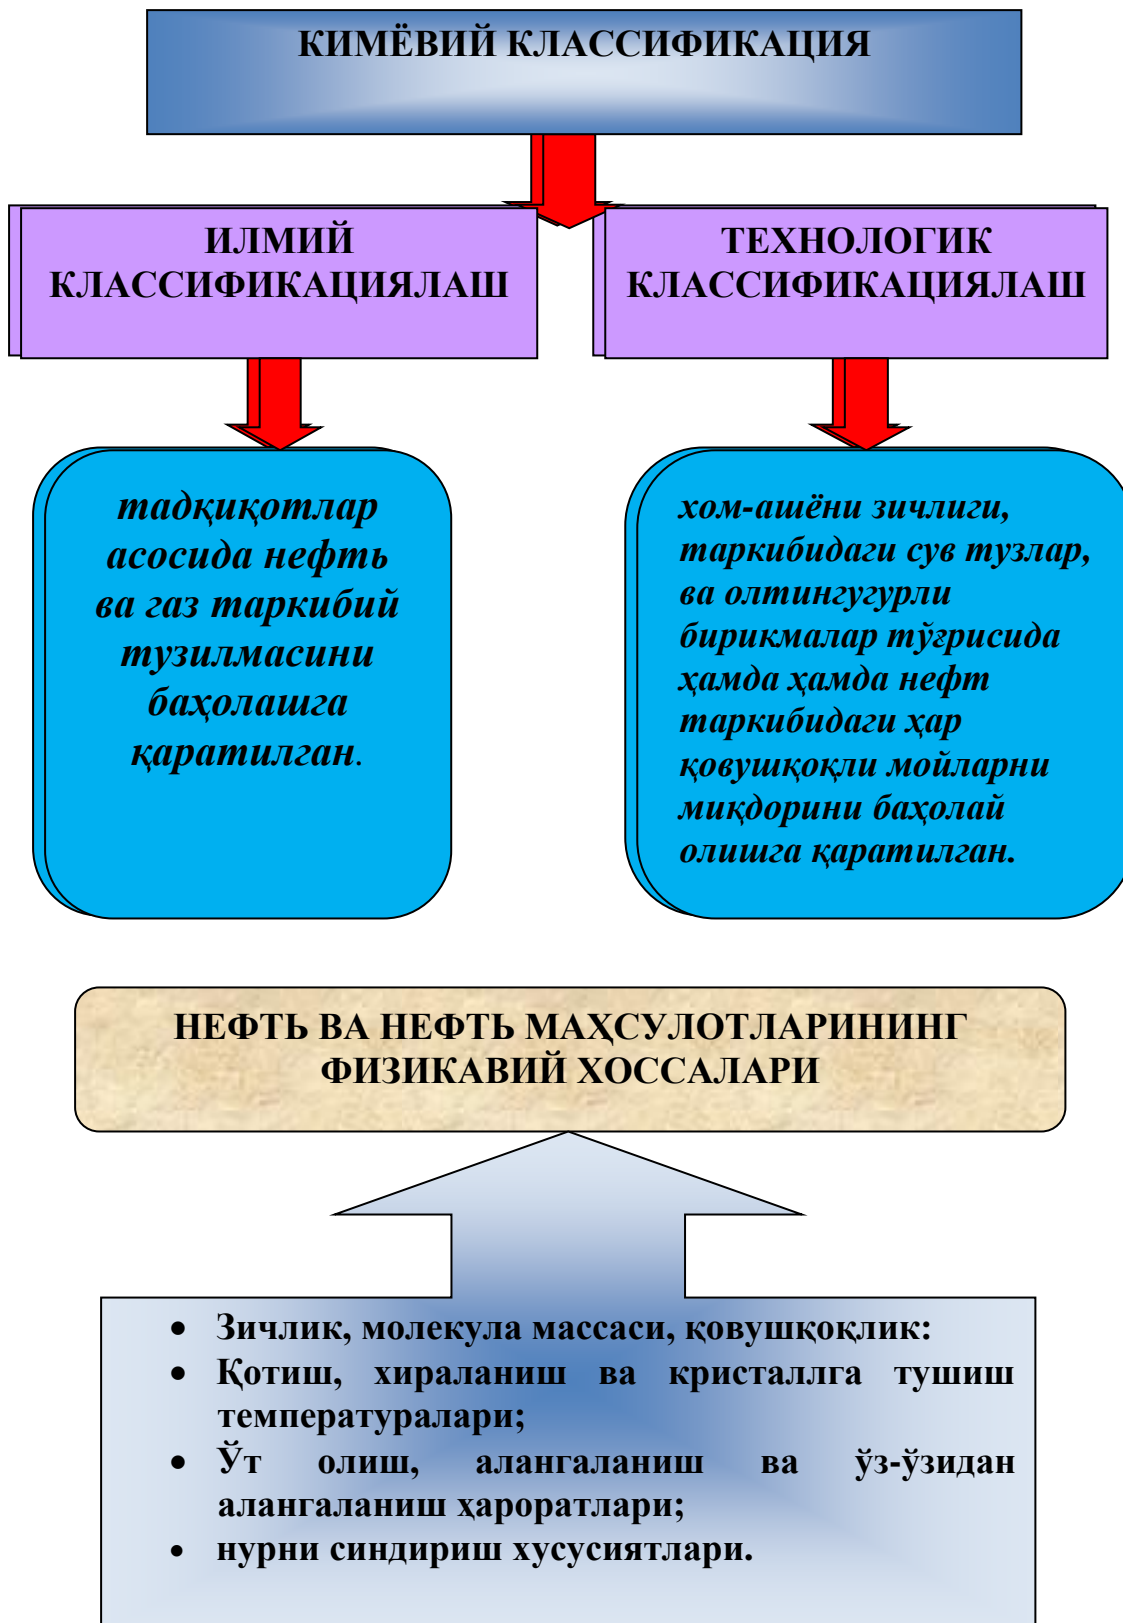 КИМЁВИЙ КЛАССИФИКАЦИЯ
ИЛМИЙ
КЛАССИФИКАЦИЯЛАШ
ТЕХНОЛОГИК
КЛАССИФИКАЦИЯЛАШ
тадқиқотлар
асосида нефть
ва газ таркибий
тузилмасини
баҳолашга
қаратилган.
хом-ашёни зичлиги,
таркибидаги сув тузлар,
ва олтингугурли
бирикмалар тўғрисида
ҳамда ҳамда нефт
таркибидаги ҳар
қовушқоқли мойларни
миқдорини баҳолай
олишга қаратилган.
НЕФТЬ ВА НЕФТЬ МАҲСУЛОТЛАРИНИНГ
ФИЗИКАВИЙ ХОССАЛАРИ
• Зичлик, молекула массаси, қовушқоқлик:
• Қотиш, хираланиш ва кристаллга тушиш
температуралари;
• Ўт олиш, алангаланиш ва ўз-ўзидан
алангаланиш ҳароратлари;
• нурни синдириш хусусиятлари.